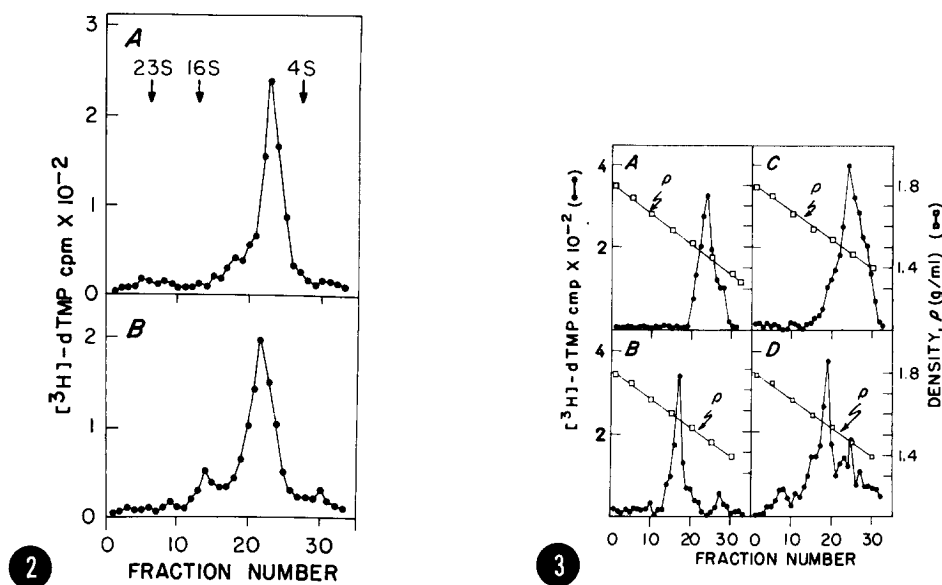 A
23S 16S 4S
3
2
1
0
[³H]-dTMP cpm X 10⁻²
B
2
1
0
0 10 20 30
FRACTION NUMBER
2
A
ρ
C
ρ
4
2
[³H]-dTMP cmp X 10⁻² (●-●)
1.8
1.4
DENSITY, ρ (g/ml) (□-□)
B
ρ
D
ρ
4
2
1.8
1.4
0 10 20 30 0 10 20 30
FRACTION NUMBER
3